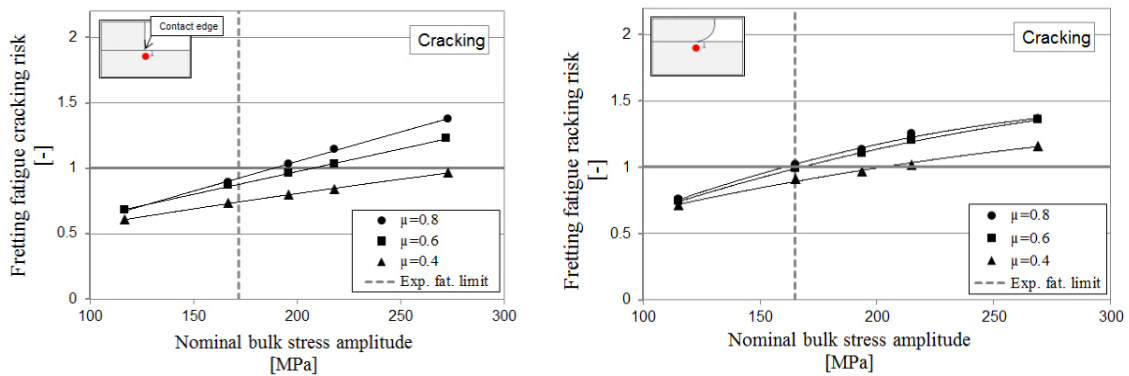 Fretting fatigue cracking risk
[-]
2
1.5
1
0.5
0
Contact edge
1
Cracking
µ=0.8
µ=0.6
µ=0.4
Exp. fat. limit
100
150
200
250
300
Nominal bulk stress amplitude
[MPa]
Fretting fatigue racking risk
[-]
2
1.5
1
0.5
0
1
Cracking
µ=0.8
µ=0.6
µ=0.4
Exp. fat. limit
100
150
200
250
300
Nominal bulk stress amplitude
[MPa]